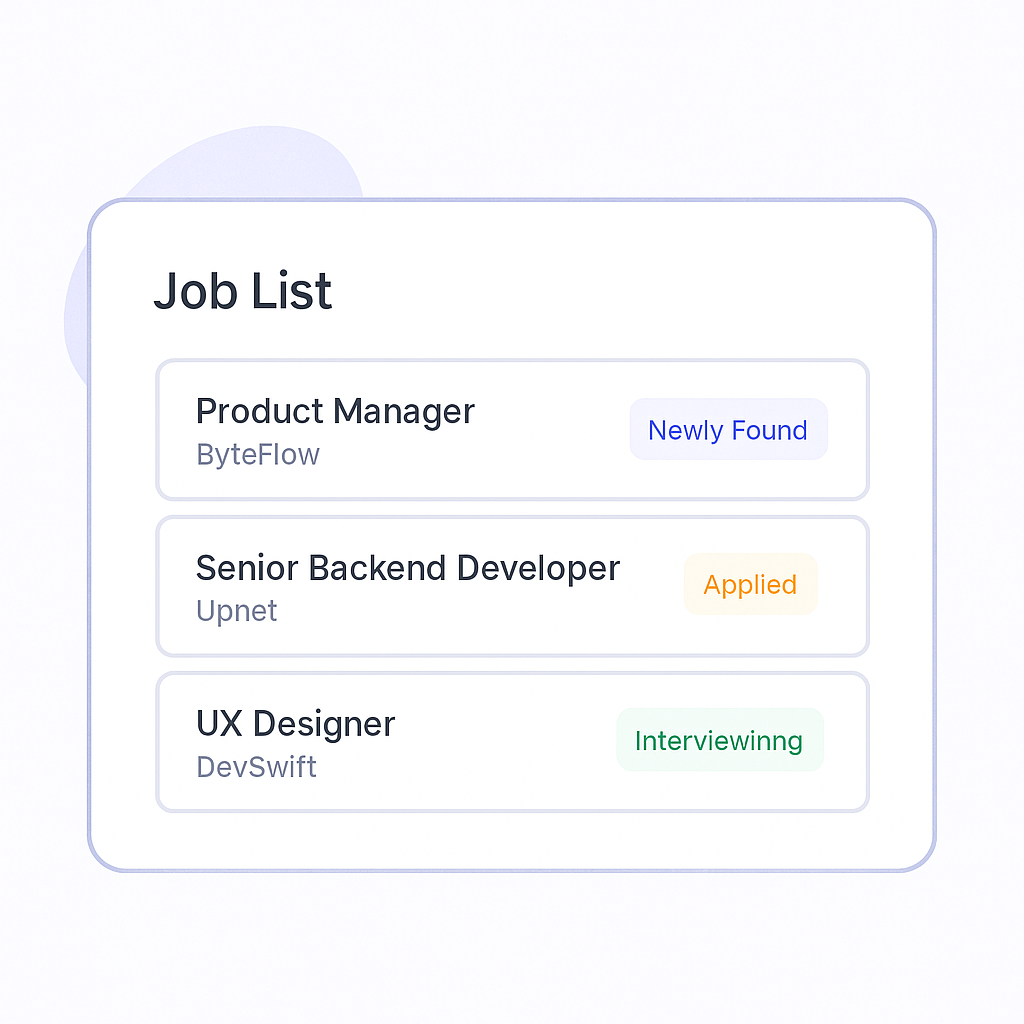 Job List
Product Manager
ByteFlow
Newly Found
Senior Backend Developer
Upnet
Applied
UX Designer
DevSwift
Interviewinng